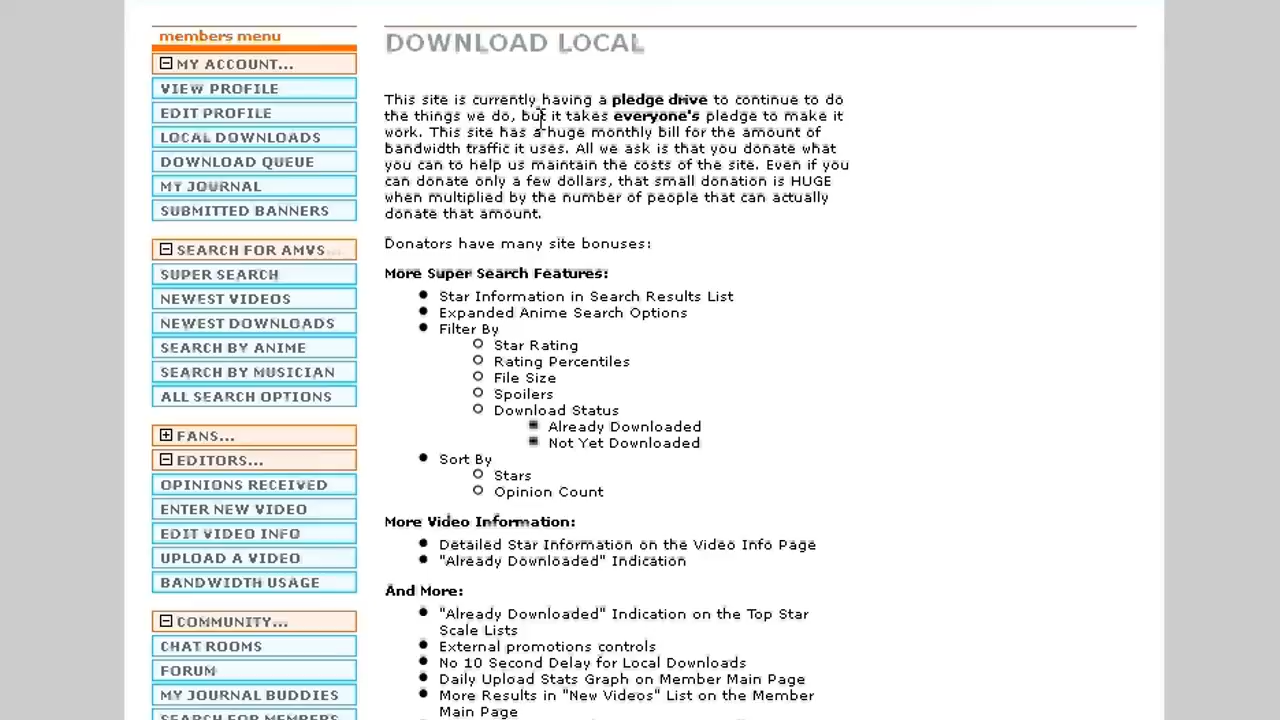 members menu
MY ACCOUNT...
VIEW PROFILE
EDIT PROFILE
LOCAL DOWNLOADS
DOWNLOAD QUEUE
MY JOURNAL
SUBMITTED BANNERS
SEARCH FOR AMVS...
SUPER SEARCH
NEWEST VIDEOS
NEWEST DOWNLOADS
SEARCH BY ANIME
SEARCH BY MUSICIAN
ALL SEARCH OPTIONS
FANS...
EDITORS...
OPINIONS RECEIVED
ENTER NEW VIDEO
EDIT VIDEO INFO
UPLOAD A VIDEO
BANDWIDTH USAGE
COMMUNITY...
CHAT ROOMS
FORUM
MY JOURNAL BUDDIES
SEARCH FOR MEMBERS
DOWNLOAD LOCAL
This site is currently having a pledge drive to continue to do
the things we do, but it takes everyone's pledge to make it
work. This site has a huge monthly bill for the amount of
bandwidth traffic it uses. All we ask is that you donate what
you can to help us maintain the costs of the site. Even if you
can donate only a few dollars, that small donation is HUGE
when multiplied by the number of people that can actually
donate that amount.
Donators have many site bonuses:
More Super Search Features:
Star Information in Search Results List
Expanded Anime Search Options
Filter By
Star Rating
Rating Percentiles
File Size
Spoilers
Download Status
Already Downloaded
Not Yet Downloaded
Sort By
Stars
Opinion Count
More Video Information:
Detailed Star Information on the Video Info Page
"Already Downloaded" Indication
And More:
"Already Downloaded" Indication on the Top Star
Scale Lists
External promotions controls
No 10 Second Delay for Local Downloads
Daily Upload Stats Graph on Member Main Page
More Results in "New Videos" List on the Member
Main Page